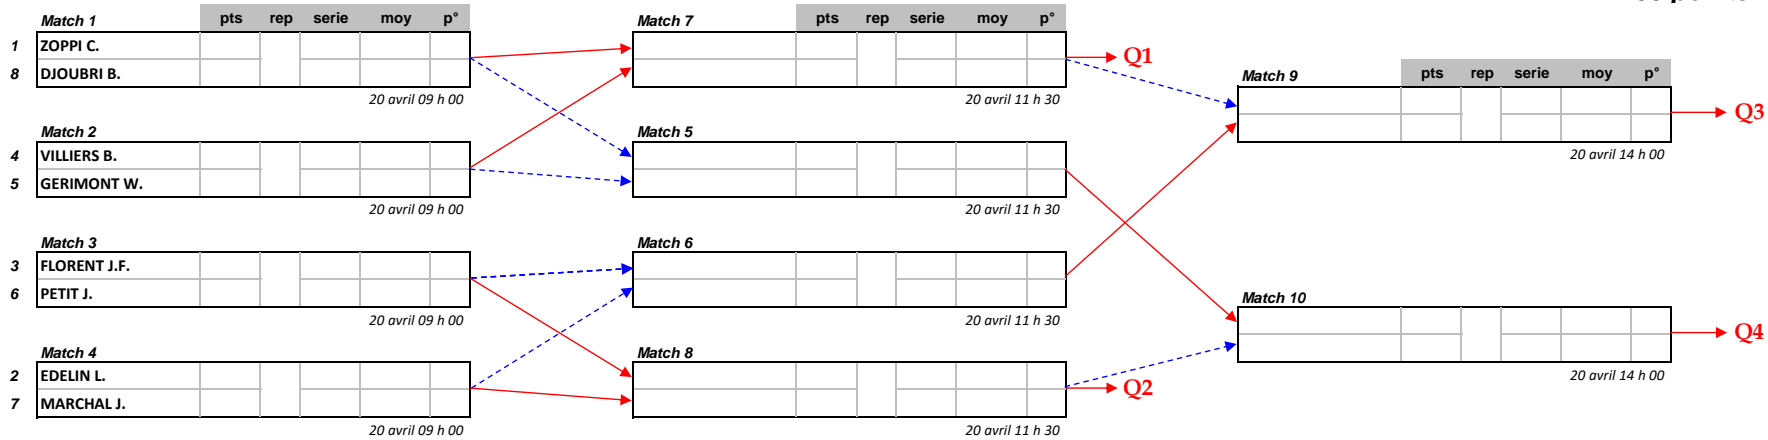 Match 1 pts rep serie moy p°
1 ZOPPI C.
8 DJOUBRI B.
20 avril 09 h 00
Match 2
4 VILLIERS B.
5 GERIMONT W.
20 avril 09 h 00
Match 3
3 FLORENT J.F.
6 PETIT J.
20 avril 09 h 00
Match 4
2 EDELIN L.
7 MARCHAL J.
20 avril 09 h 00
Match 7 pts rep serie moy p°
Q1
20 avril 11 h 30
Match 5
20 avril 11 h 30
Match 6
20 avril 11 h 30
Match 8
Q2
20 avril 11 h 30
Match 9 pts rep serie moy p°
Q3
20 avril 14 h 00
Match 10
Q4
20 avril 14 h 00